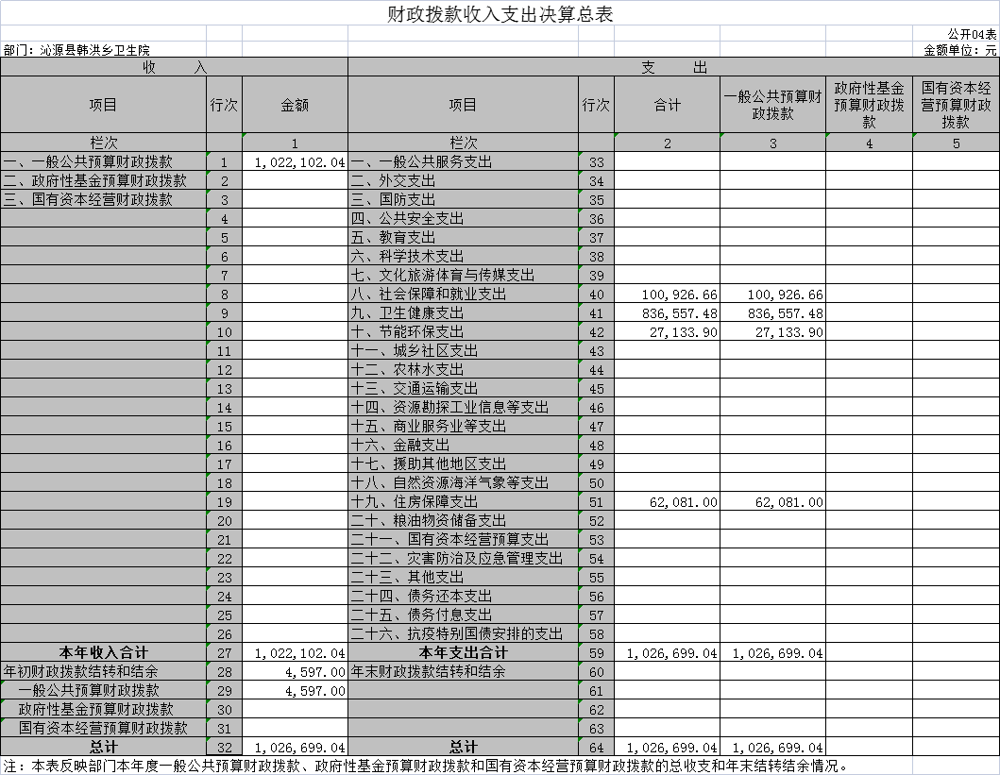 财政拨款收入支出决算总表
公开04表
部门：沁源县韩洪乡卫生院 金额单位：元
收 入 支 出
项目 行次 金额 项目 行次 合计 一般公共预算财政拨款 政府性基金预算财政拨款 国有资本经营预算财政拨款
栏次 1 栏次 2 3 4 5
一、一般公共预算财政拨款 1 1,022,102.04 一、一般公共服务支出 33
二、政府性基金预算财政拨款 2 二、外交支出 34
三、国有资本经营财政拨款 3 三、国防支出 35
4 四、公共安全支出 36
5 五、教育支出 37
6 六、科学技术支出 38
7 七、文化旅游体育与传媒支出 39
8 八、社会保障和就业支出 40 100,926.66 100,926.66
9 九、卫生健康支出 41 836,557.48 836,557.48
10 十、节能环保支出 42 27,133.90 27,133.90
11 十一、城乡社区支出 43
12 十二、农林水支出 44
13 十三、交通运输支出 45
14 十四、资源勘探工业信息等支出 46
15 十五、商业服务业等支出 47
16 十六、金融支出 48
17 十七、援助其他地区支出 49
18 十八、自然资源海洋气象等支出 50
19 十九、住房保障支出 51 62,081.00 62,081.00
20 二十、粮油物资储备支出 52
21 二十一、国有资本经营预算支出 53
22 二十二、灾害防治及应急管理支出 54
23 二十三、其他支出 55
24 二十四、债务还本支出 56
25 二十五、债务付息支出 57
26 二十六、抗疫特别国债安排的支出 58
本年收入合计 27 1,022,102.04 本年支出合计 59 1,026,699.04 1,026,699.04
年初财政拨款结转和结余 28 4,597.00 年末财政拨款结转和结余 60
一般公共预算财政拨款 29 4,597.00 61
政府性基金预算财政拨款 30 62
国有资本经营预算财政拨款 31 63
总计 32 1,026,699.04 总计 64 1,026,699.04 1,026,699.04
注：本表反映部门本年度一般公共预算财政拨款、政府性基金预算财政拨款和国有资本经营预算财政拨款的总收支和年末结转结余情况。